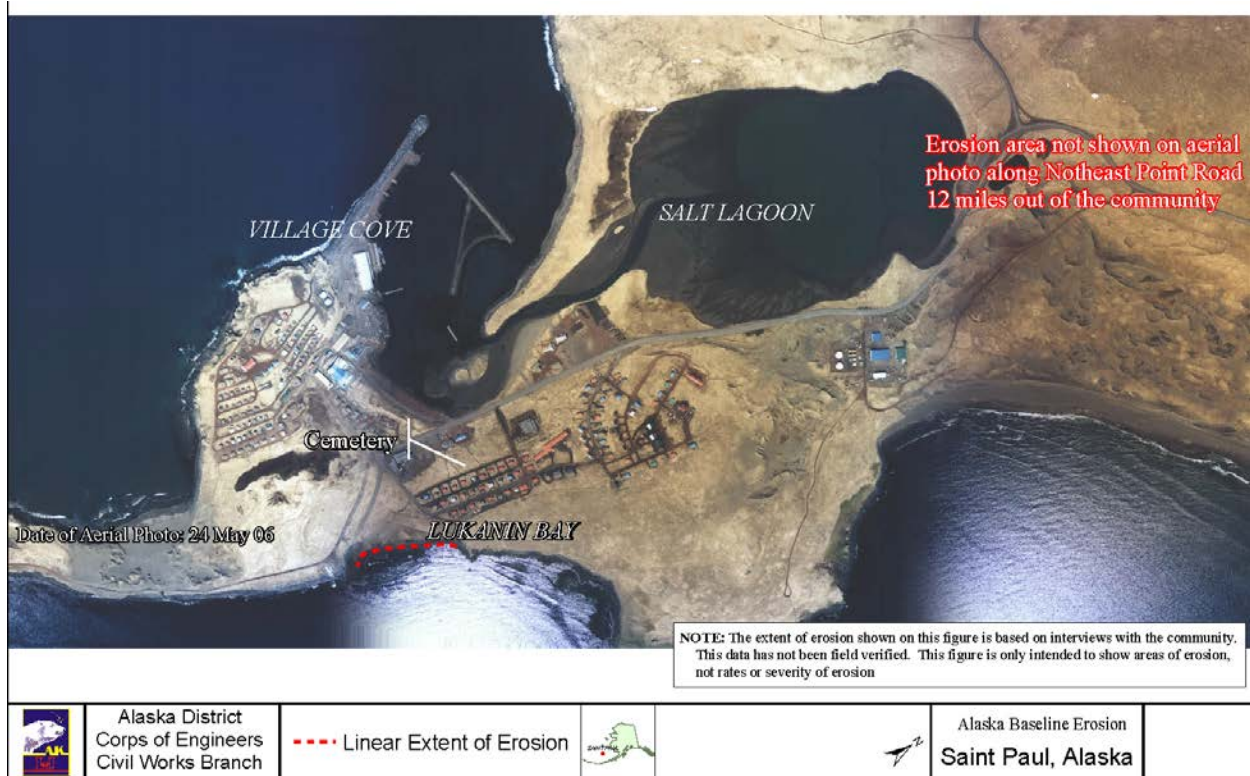 VILLAGE COVE
SALT LAGOON
Erosion area not shown on aerial
photo along Notheast Point Road
12 miles out of the community
Cemetery
LUKANIN BAY
Date of Aerial Photo: 24 May 06
NOTE: The extent of erosion shown on this figure is based on interviews with the community.
This data has not been field verified. This figure is only intended to show areas of erosion,
not rates or severity of erosion
Alaska District
Corps of Engineers
Civil Works Branch
Linear Extent of Erosion
Alaska Baseline Erosion
Saint Paul, Alaska